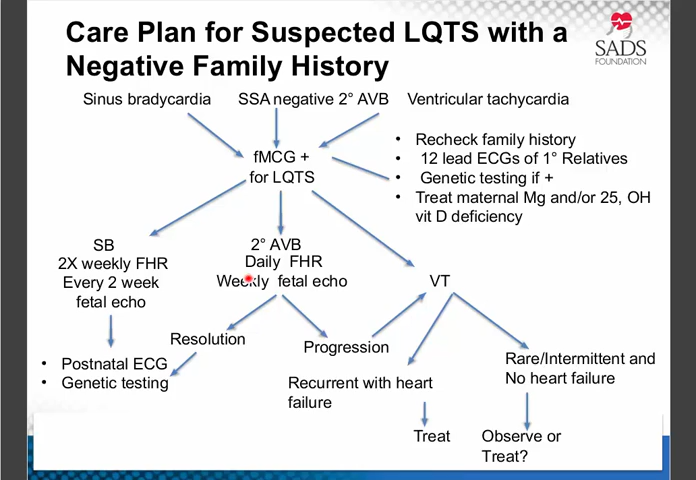 Care Plan for Suspected LQTS with a
Negative Family History
SADS
FOUNDATION
Sinus bradycardia
SSA negative 2° AVB
Ventricular tachycardia
fMCG +
for LQTS
• Recheck family history
• 12 lead ECGs of 1° Relatives
• Genetic testing if +
• Treat maternal Mg and/or 25, OH
vit D deficiency
SB
2X weekly FHR
Every 2 week
fetal echo
2° AVB
Daily FHR
Weekly fetal echo
VT
Resolution
Progression
• Postnatal ECG
• Genetic testing
Recurrent with heart
failure
Rare/Intermittent and
No heart failure
Treat
Observe or
Treat?